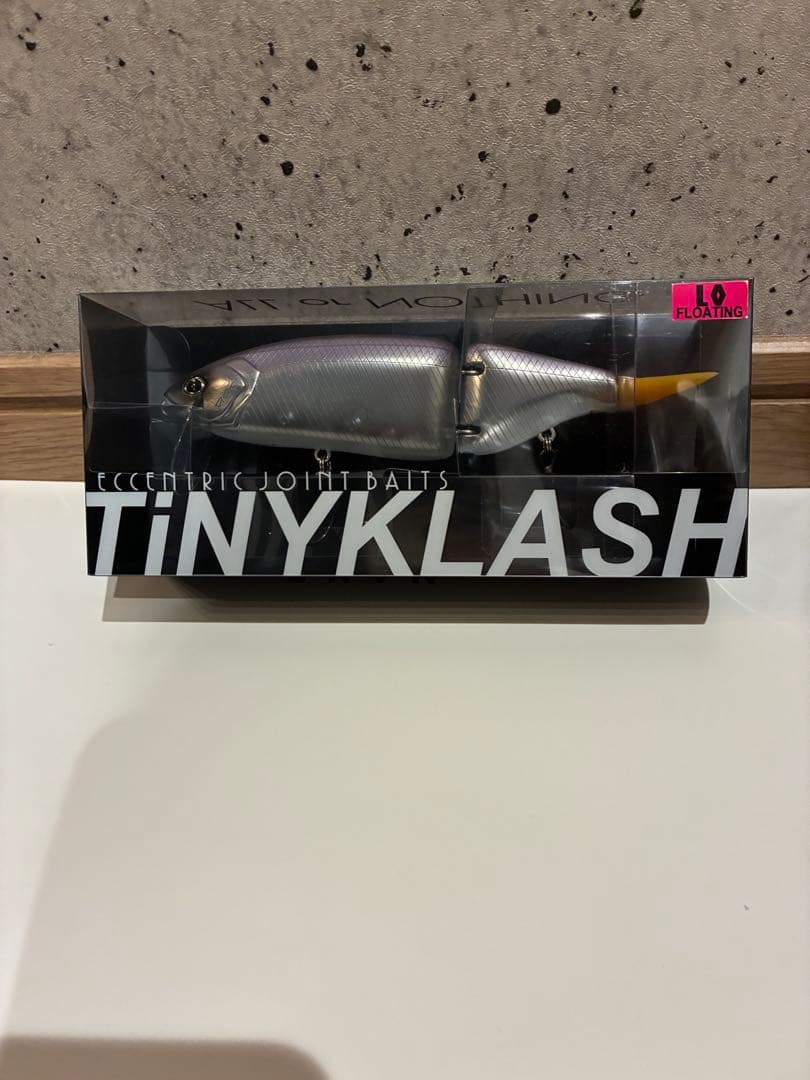 ALL or NOTHING
LO
FLOATING
ECCENTRIC JOINT BAITS
TiNYKLASH